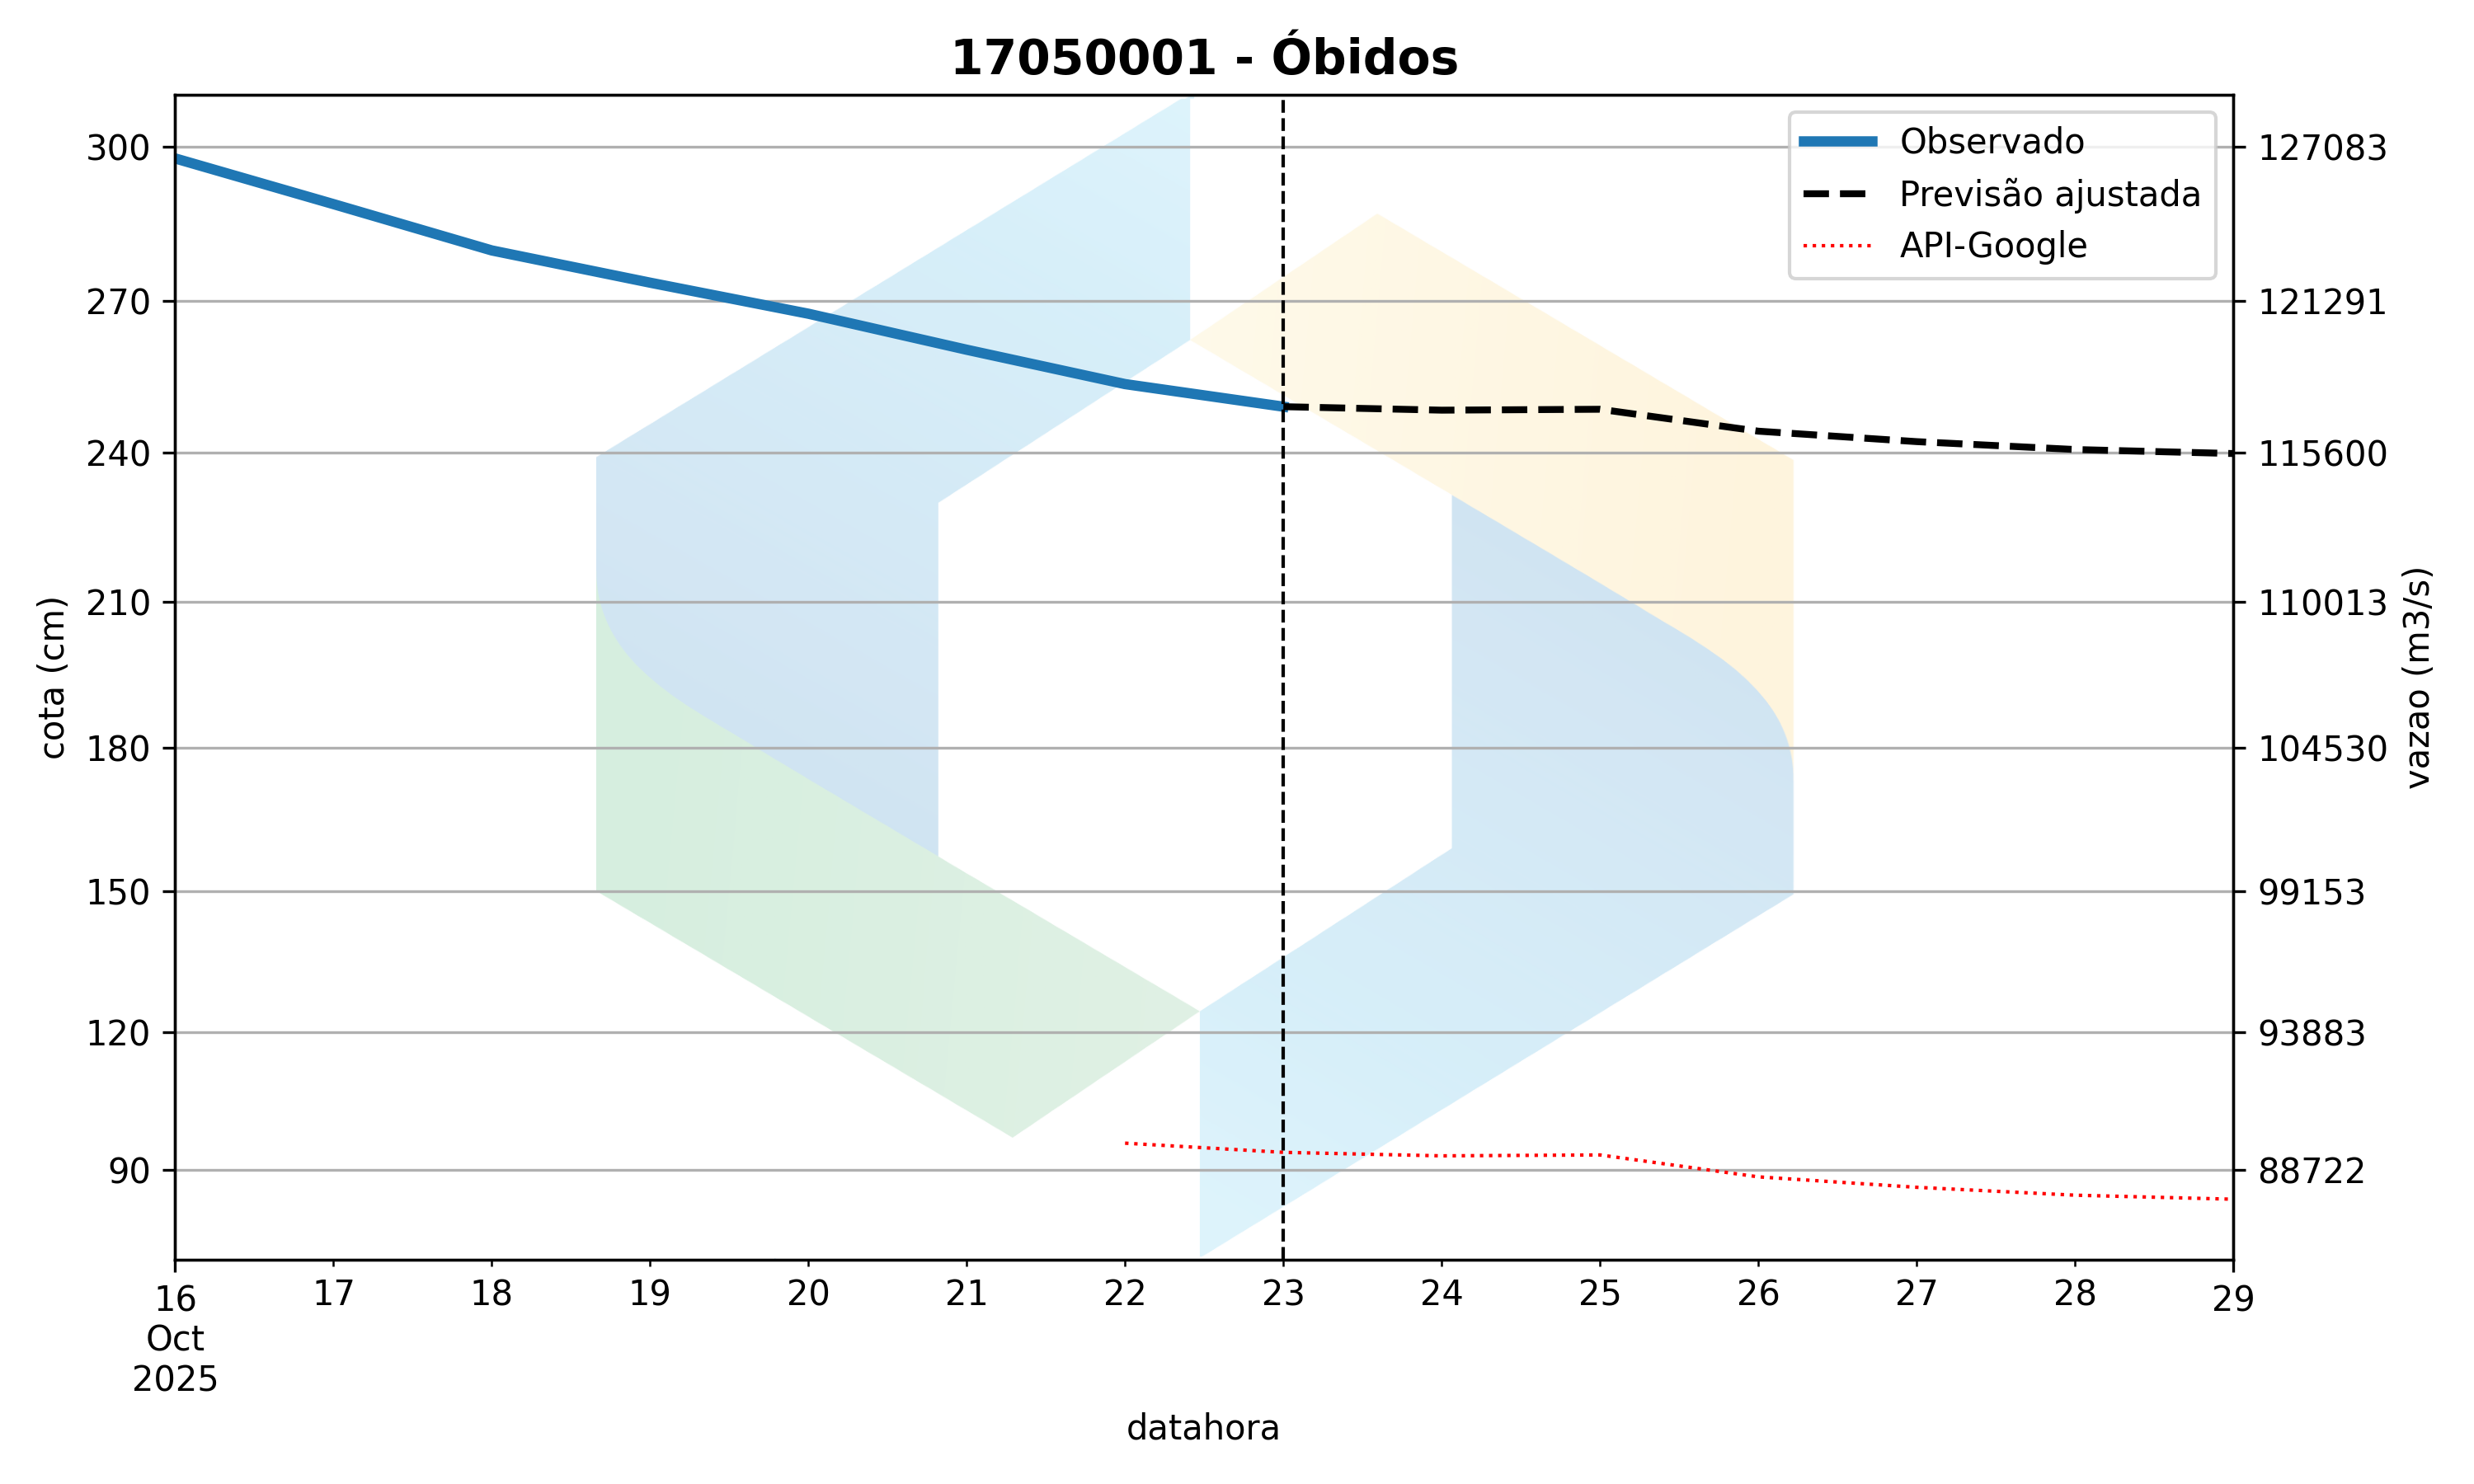 17050001 - Óbidos
Observado
Previsão ajustada
API-Google
300
270
240
210
180
150
120
90
cota (cm)
127083
121291
115600
110013
104530
99153
93883
88722
vazao (m3/s)
16 17 18 19 20 21 22 23 24 25 26 27 28 29
Oct
2025
datahora